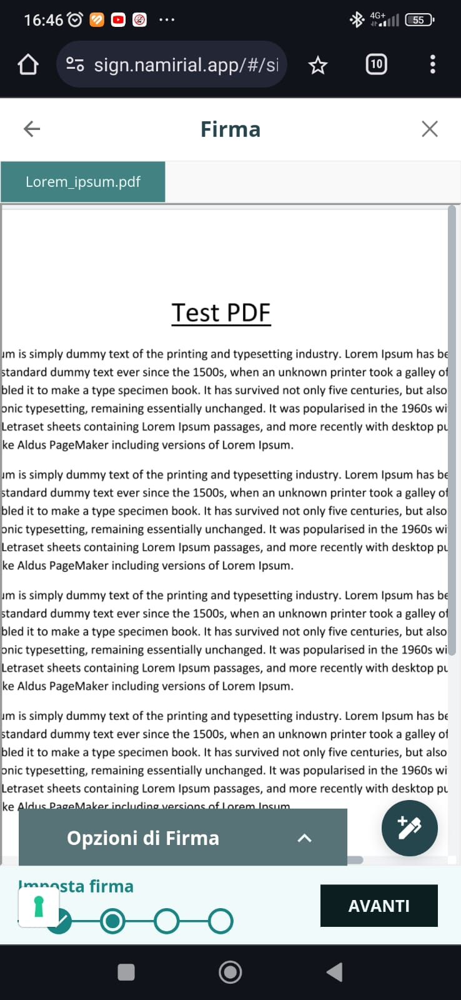 16:46
4G+
55
sign.namirial.app/#/si
10
Firma
Lorem_ipsum.pdf
Test PDF
um is simply dummy text of the printing and typesetting industry. Lorem Ipsum has be
standard dummy text ever since the 1500s, when an unknown printer took a galley of
bled it to make a type specimen book. It has survived not only five centuries, but also
onic typesetting, remaining essentially unchanged. It was popularised in the 1960s wi
Letraset sheets containing Lorem Ipsum passages, and more recently with desktop pu
ke Aldus PageMaker including versions of Lorem Ipsum.
um is simply dummy text of the printing and typesetting industry. Lorem Ipsum has be
standard dummy text ever since the 1500s, when an unknown printer took a galley of
bled it to make a type specimen book. It has survived not only five centuries, but also
onic typesetting, remaining essentially unchanged. It was popularised in the 1960s wi
Letraset sheets containing Lorem Ipsum passages, and more recently with desktop pu
ke Aldus PageMaker including versions of Lorem Ipsum.
um is simply dummy text of the printing and typesetting industry. Lorem Ipsum has be
standard dummy text ever since the 1500s, when an unknown printer took a galley of
bled it to make a type specimen book. It has survived not only five centuries, but also
onic typesetting, remaining essentially unchanged. It was popularised in the 1960s wi
Letraset sheets containing Lorem Ipsum passages, and more recently with desktop pu
ke Aldus PageMaker including versions of Lorem Ipsum.
um is simply dummy text of the printing and typesetting industry. Lorem Ipsum has be
standard dummy text ever since the 1500s, when an unknown printer took a galley of
bled it to make a type specimen book. It has survived not only five centuries, but also
onic typesetting, remaining essentially unchanged. It was popularised in the 1960s wi
Letraset sheets containing Lorem Ipsum passages, and more recently with desktop pu
ke Aldus PageMaker including versions of Lorem Ipsum
Opzioni di Firma
Imposta firma
AVANTI